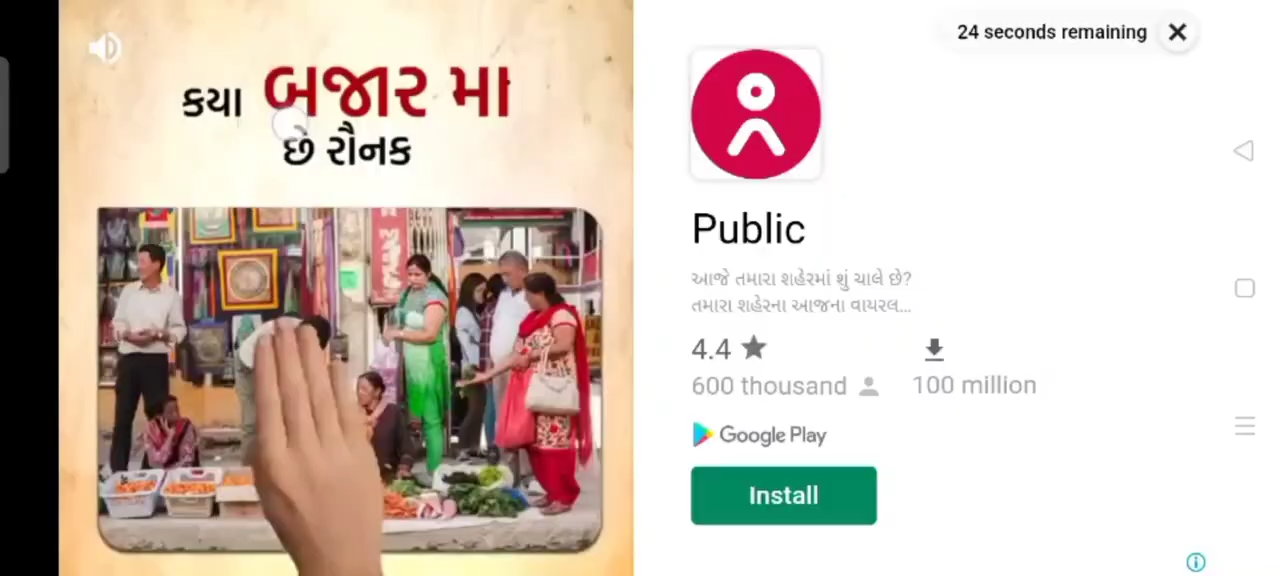 કયા બજાર મા
છે રૌનક
24 seconds remaining
Public
આજે તમારા શહેરમાં શું ચાલે છે?
તમારા શહેરના આજના વાયરલ...
4.4
600 thousand
100 million
Google Play
Install